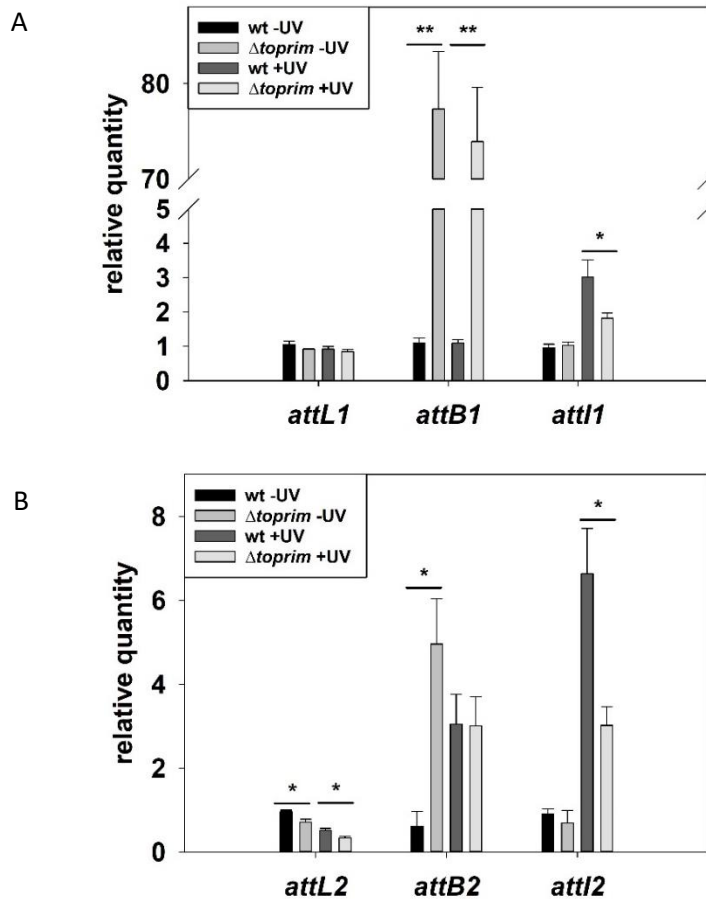 A
wt -UV
Δtoprim -UV
wt +UV
Δtoprim +UV
** **
80
70
5
4
3
2
1
0
*
relative quantity
attL1 attB1 attI1
B
wt -UV
Δtoprim -UV
wt +UV
Δtoprim +UV
8
6
4
2
0
*
*
* *
relative quantity
attL2 attB2 attI2